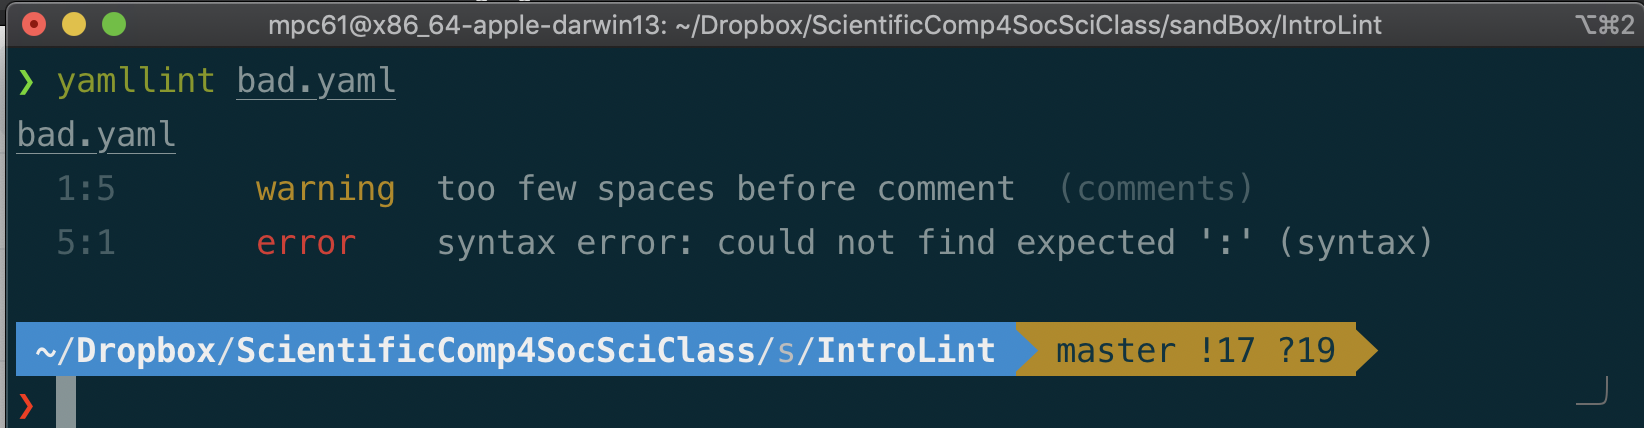 mpc61@x86_64-apple-darwin13: ~/Dropbox/ScientificComp4SocSciClass/sandBox/IntroLint ⌥⌘2
❯ yamllint bad.yaml
bad.yaml
1:5 warning too few spaces before comment (comments)
5:1 error syntax error: could not find expected ':' (syntax)
~/Dropbox/ScientificComp4SocSciClass/s/IntroLint master !17 ?19
❯